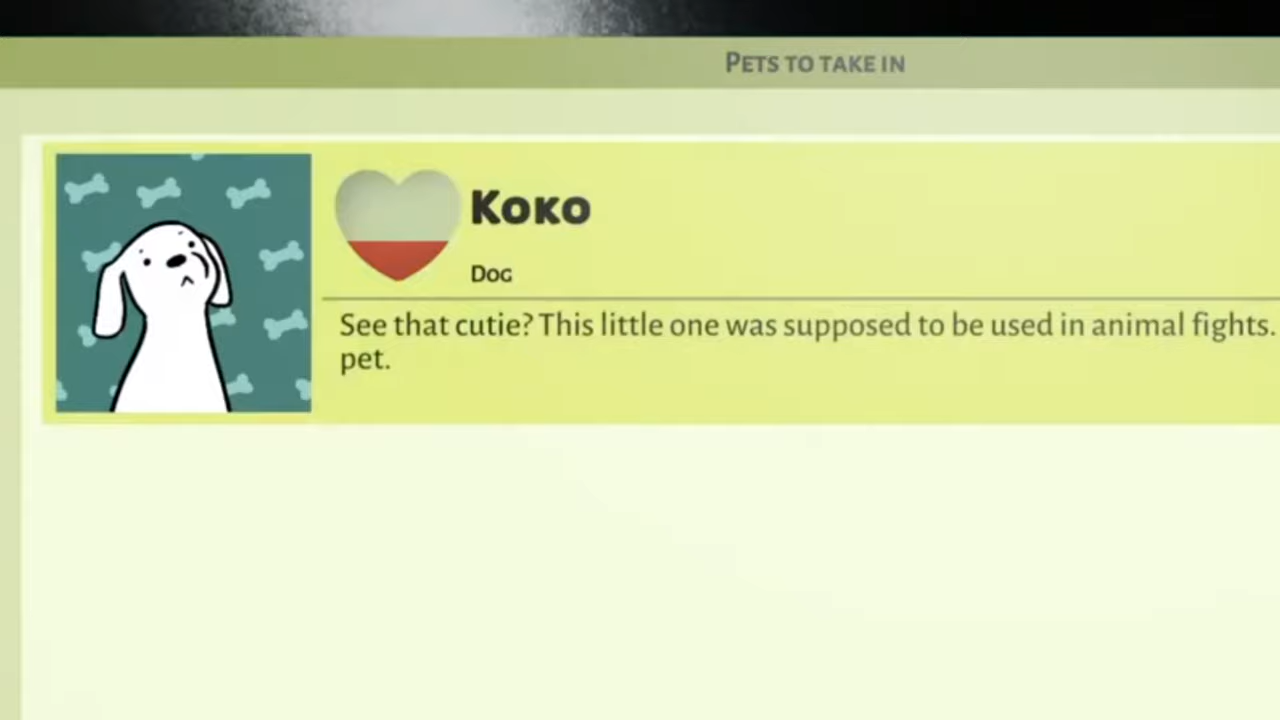 Pets to take in
Koko
Dog
See that cutie? This little one was supposed to be used in animal fights.
pet.